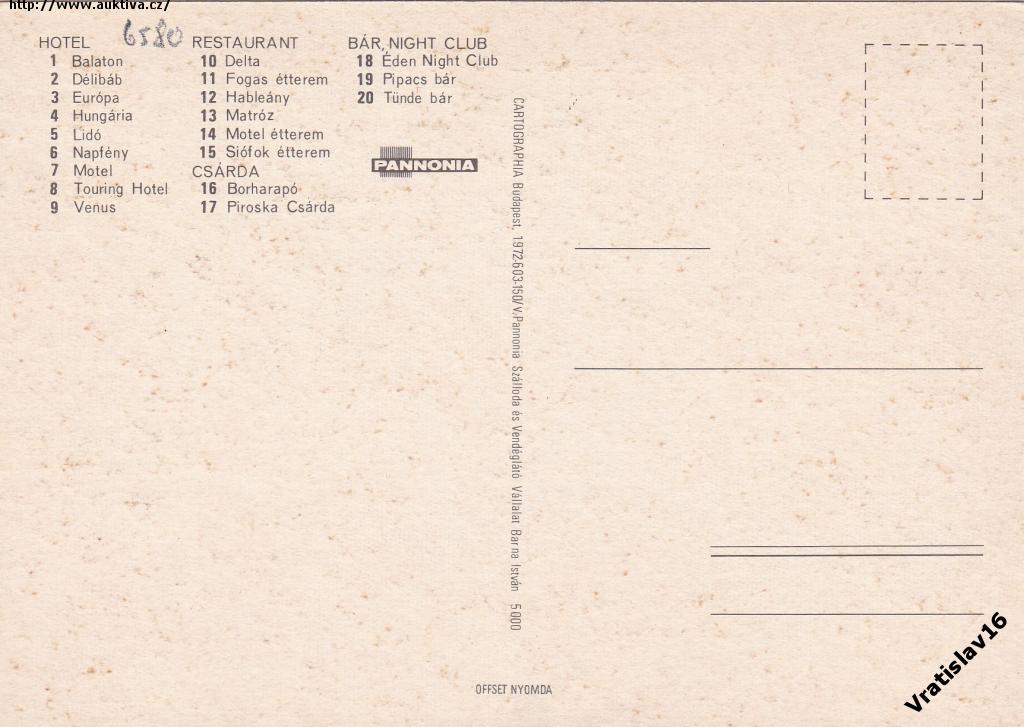 http://www.auktiva.cz/
6580
HOTEL
1 Balaton
2 Délibáb
3 Európa
4 Hungária
5 Lidó
6 Napfény
7 Motel
8 Touring Hotel
9 Venus
RESTAURANT
10 Delta
11 Fogas étterem
12 Hableány
13 Matróz
14 Motel étterem
15 Siófok étterem
CSÁRDA
16 Borharapó
17 Piroska Csárda
BÁR, NIGHT CLUB
18 Éden Night Club
19 Pipacs bár
20 Tünde bár
PANNONIA
CARTOGRAPHIA Budapest, 1972-603-150/V.Pannonia Szálloda és Vendéglátó Vállalat Barna István 5000
OFFSET NYOMDA
Vratislav16